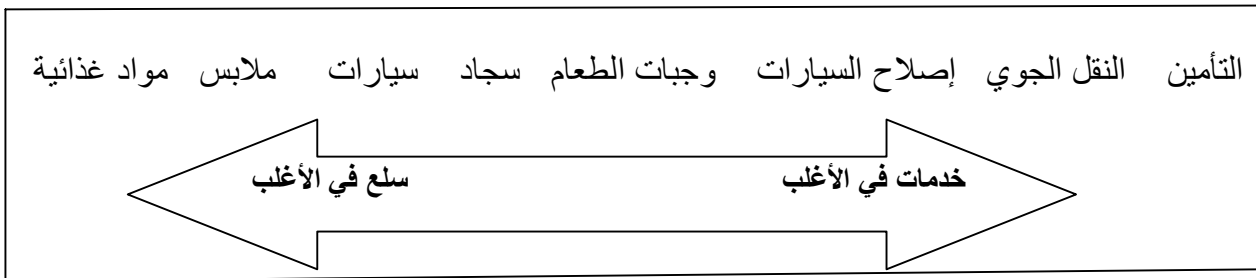 التأمين النقل الجوي إصلاح السيارات وجبات الطعام سجاد سيارات ملابس مواد غذائية
خدمات في الأغلب سلع في الأغلب